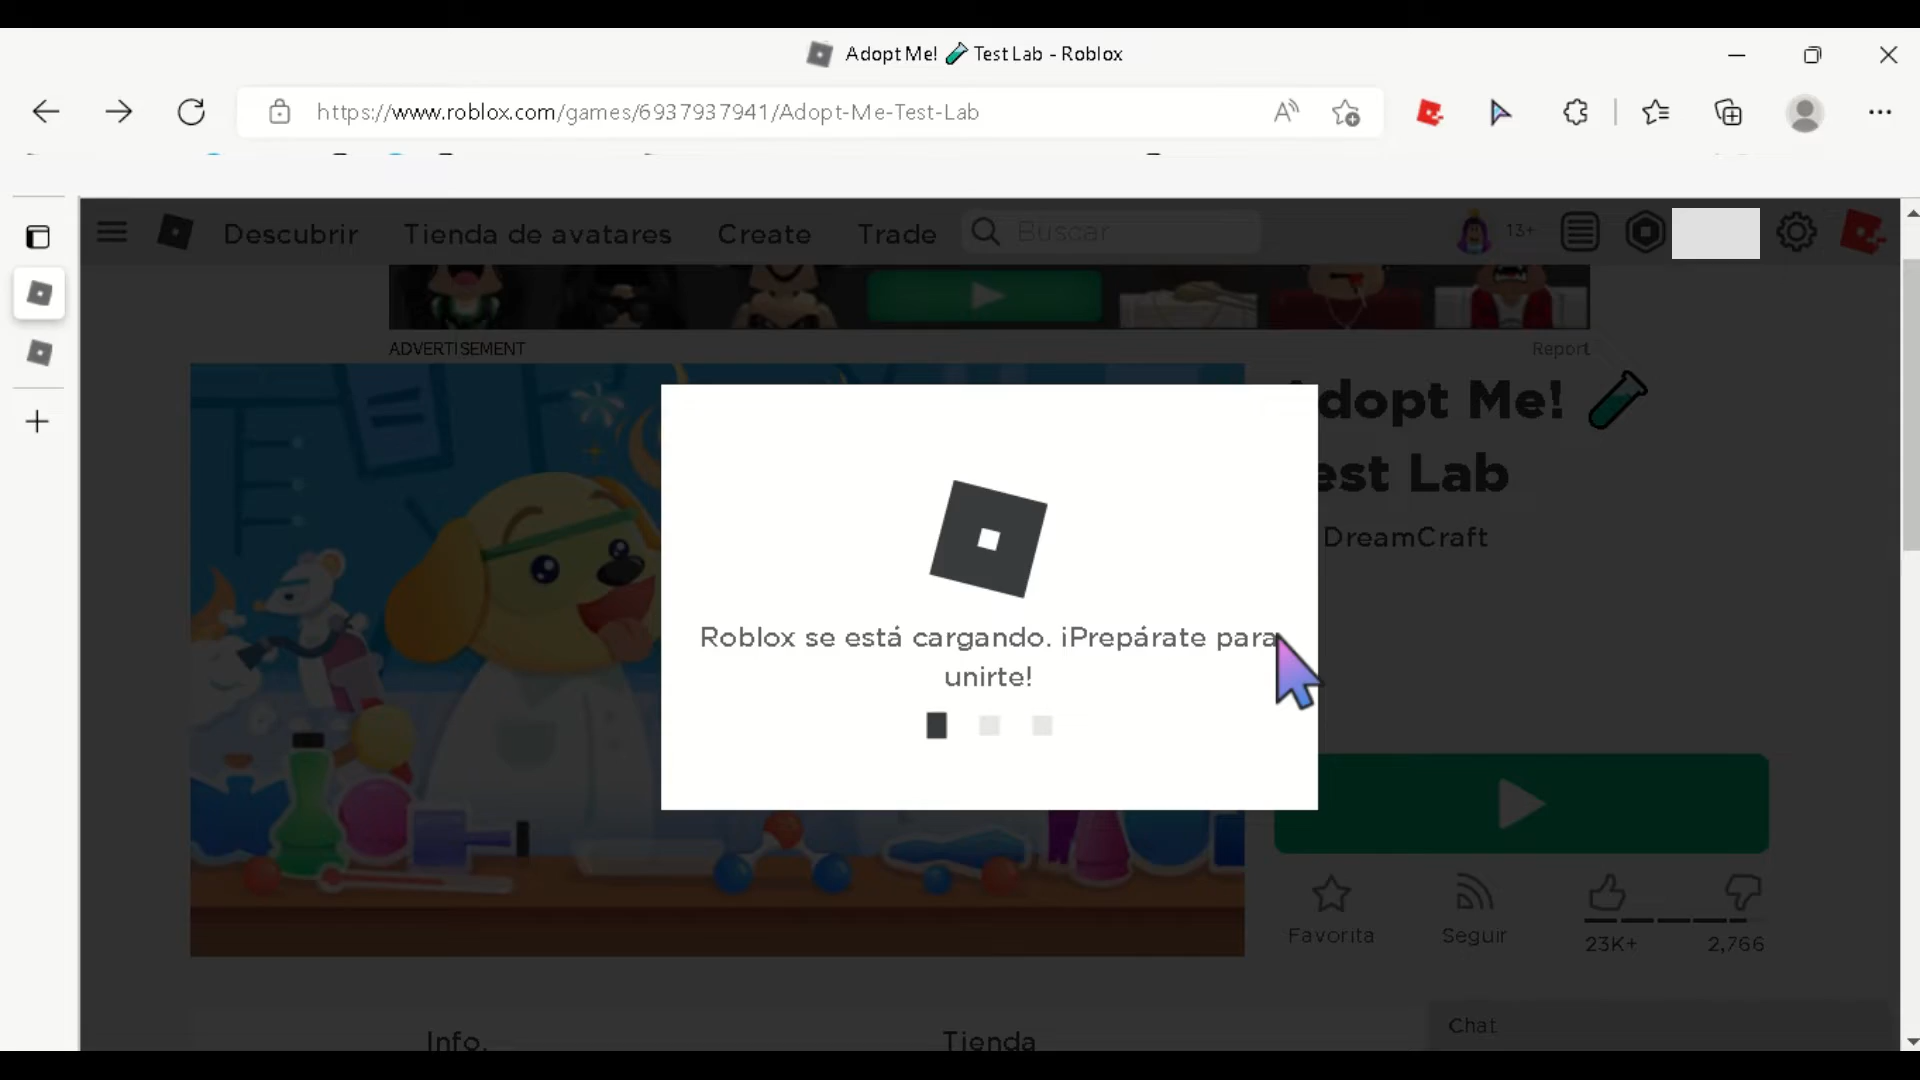 Adopt Me! 🧪 Test Lab - Roblox
https://www.roblox.com/games/6937937941/Adopt-Me-Test-Lab
Descubrir Tienda de avatares Create Trade Buscar 13+
ADVERTISEMENT Report
dopt Me! 🧪
est Lab
DreamCraft
Roblox se está cargando. ¡Prepárate para
unirte!
Favorita Seguir 23K+ 2,766
Info. Tienda
Chat